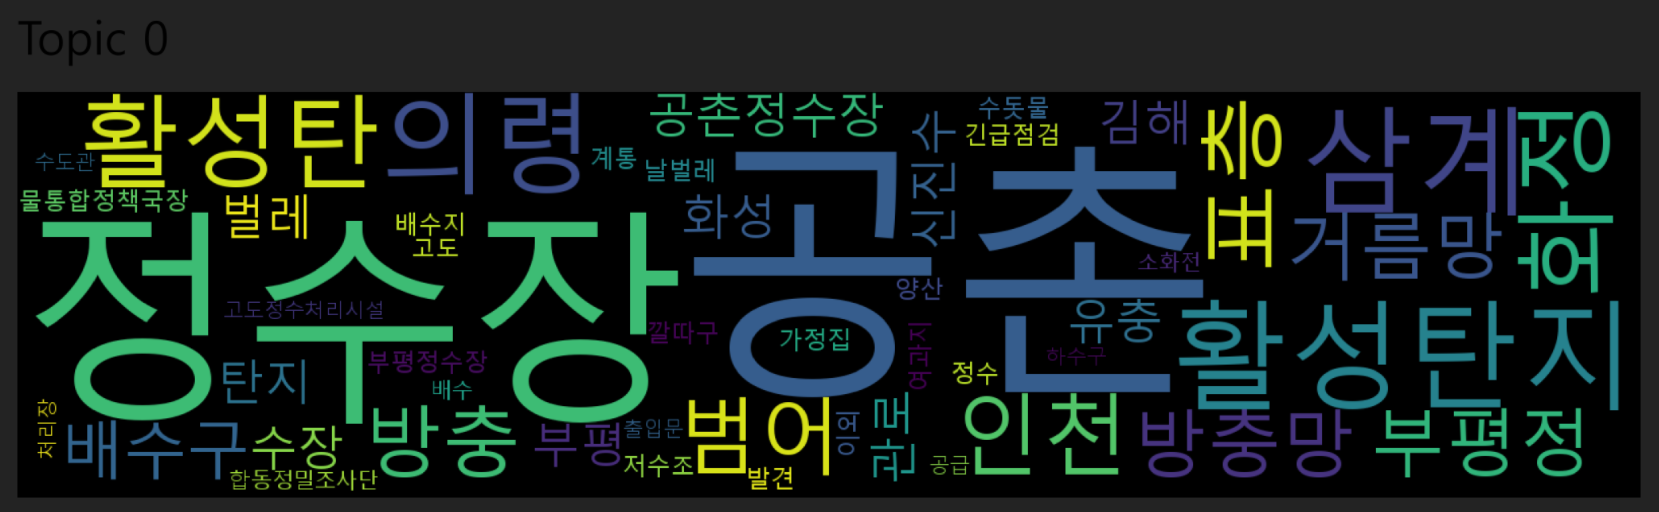 Topic 0
활성탄
의령
공촌정수장
수돗물
긴급점검
김해
표층
삼계
화정
수도관
계통
날벌레
신진수
물통합정책국장
벌레
배수지
고도
화성
공촌
거름망
소화전
정수장
양산
고도정수처리시설
깔따구
가정집
유충
활성탄지
부평정수장
여과지
하수구
탄지
배수
정수
처리장
배수구
수장
방충
부평
출입문
범어
이언
관로
인천
방충망
부평정
저수조
공급
합동정밀조사단
발견